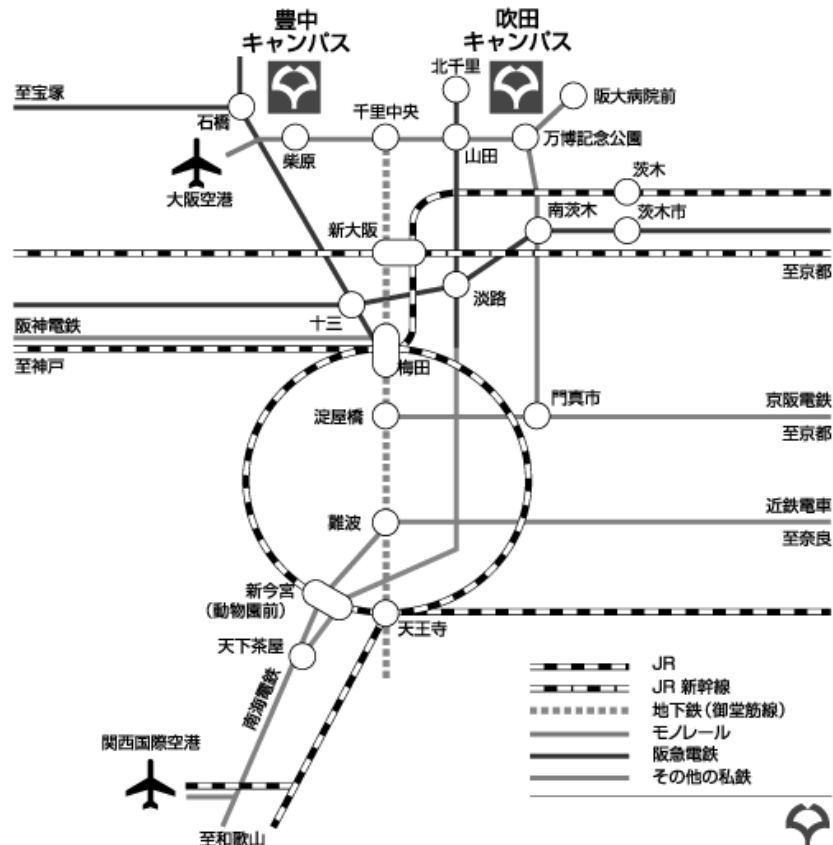 豊中
キャンパス
吹田
キャンパス
北千里
阪大病院前
至宝塚
石橋
千里中央
柴原
山田
万博記念公園
大阪空港
茨木
新大阪
南茨木
茨木市
至京都
淡路
十三
阪神電鉄
至神戸
梅田
淀屋橋
門真市
京阪電鉄
至京都
難波
近鉄電車
至奈良
新今宮
(動物園前)
天王寺
天下茶屋
南海電鉄
関西国際空港
至和歌山
JR
JR 新幹線
地下鉄(御堂筋線)
モノレール
阪急電鉄
その他の私鉄